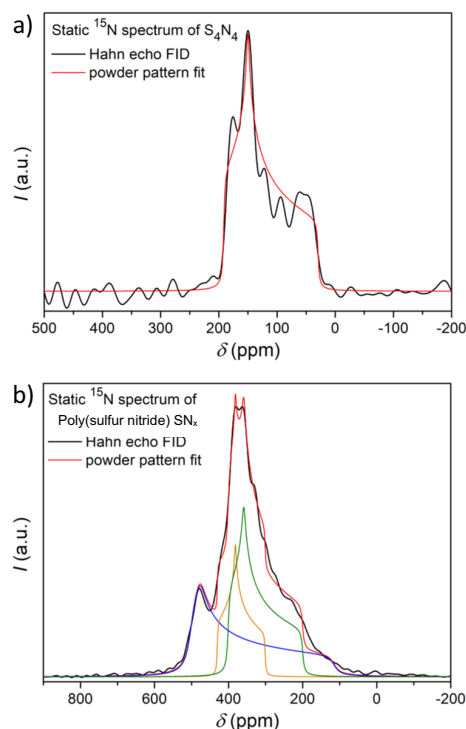 a)
Static ¹⁵N spectrum of S₄N₄
Hahn echo FID
powder pattern fit
I (a.u.)
500 400 300 200 100 0 -100 -200
δ (ppm)
b)
Static ¹⁵N spectrum of
Poly(sulfur nitride) SNₓ
Hahn echo FID
powder pattern fit
I (a.u.)
800 600 400 200 0 -200
δ (ppm)